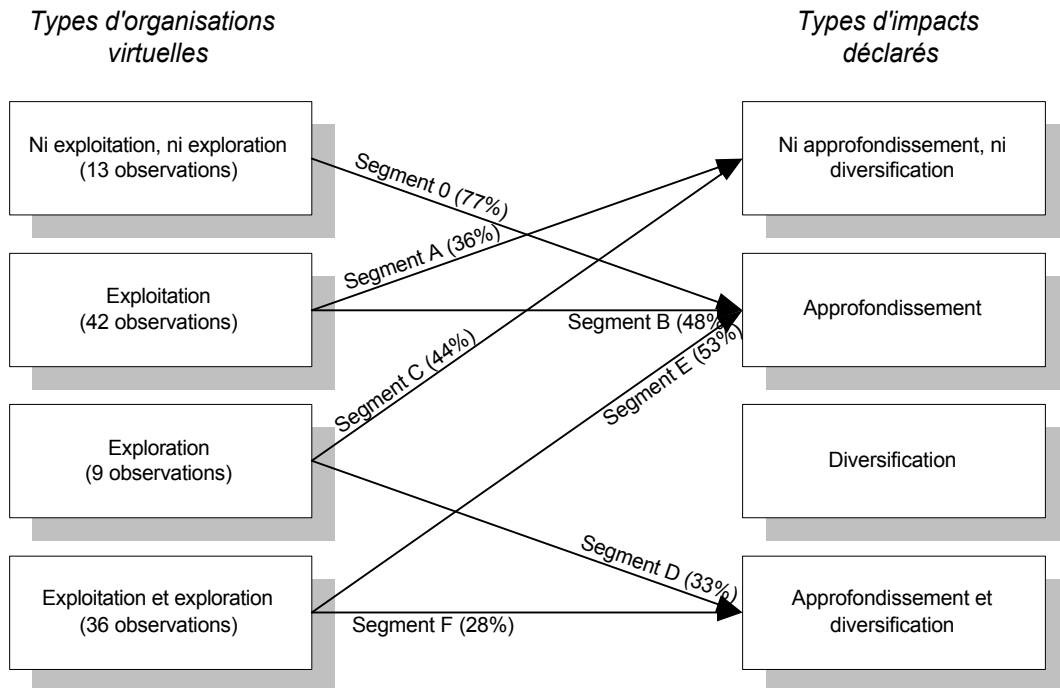 Types d'organisations
virtuelles
Types d'impacts
déclarés
Ni exploitation, ni exploration
(13 observations)
Ni approfondissement, ni
diversification
Segment 0 (77%)
Segment A (36%)
Exploitation
(42 observations)
Approfondissement
Segment B (48%)
Segment C (44%)
Segment E (53%)
Exploration
(9 observations)
Diversification
Segment D (33%)
Exploitation et exploration
(36 observations)
Approfondissement et
diversification
Segment F (28%)